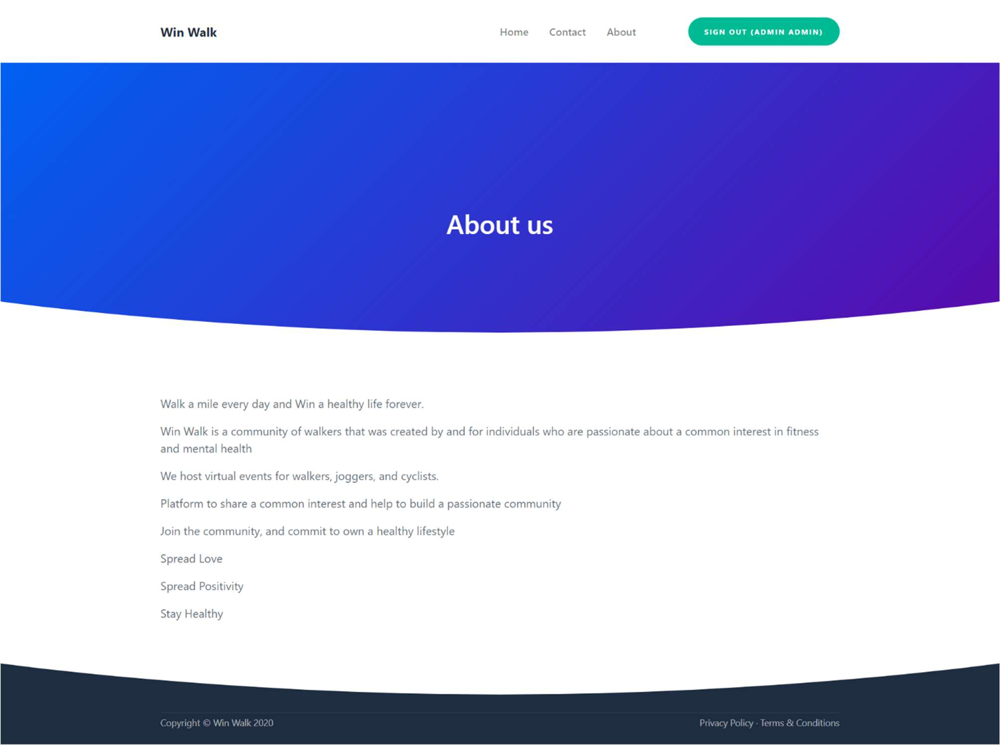 Win Walk
Home Contact About SIGN OUT (ADMIN ADMIN)
About us
Walk a mile every day and Win a healthy life forever.
Win Walk is a community of walkers that was created by and for individuals who are passionate about a common interest in fitness
and mental health
We host virtual events for walkers, joggers, and cyclists.
Platform to share a common interest and help to build a passionate community
Join the community, and commit to own a healthy lifestyle
Spread Love
Spread Positivity
Stay Healthy
Copyright © Win Walk 2020
Privacy Policy · Terms & Conditions